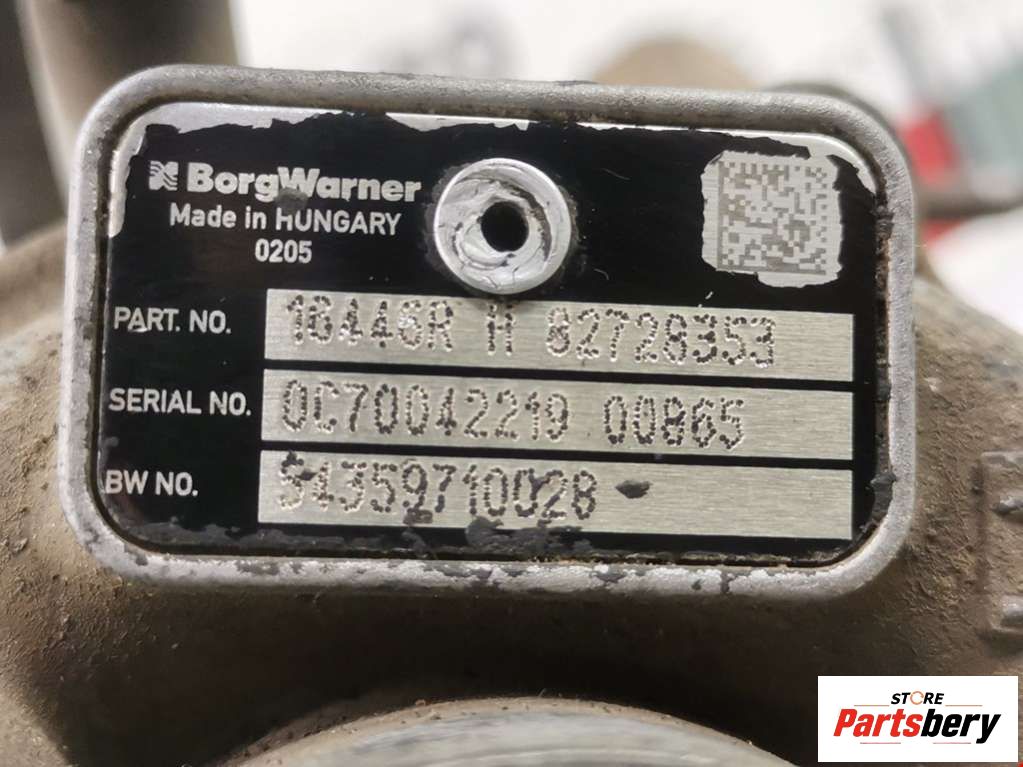 BorgWarner
Made in HUNGARY
0205
PART. NO. 16446R H 82728353
SERIAL NO. 0C70042219 00865
BW NO. 54359710028
STORE
Partsbery